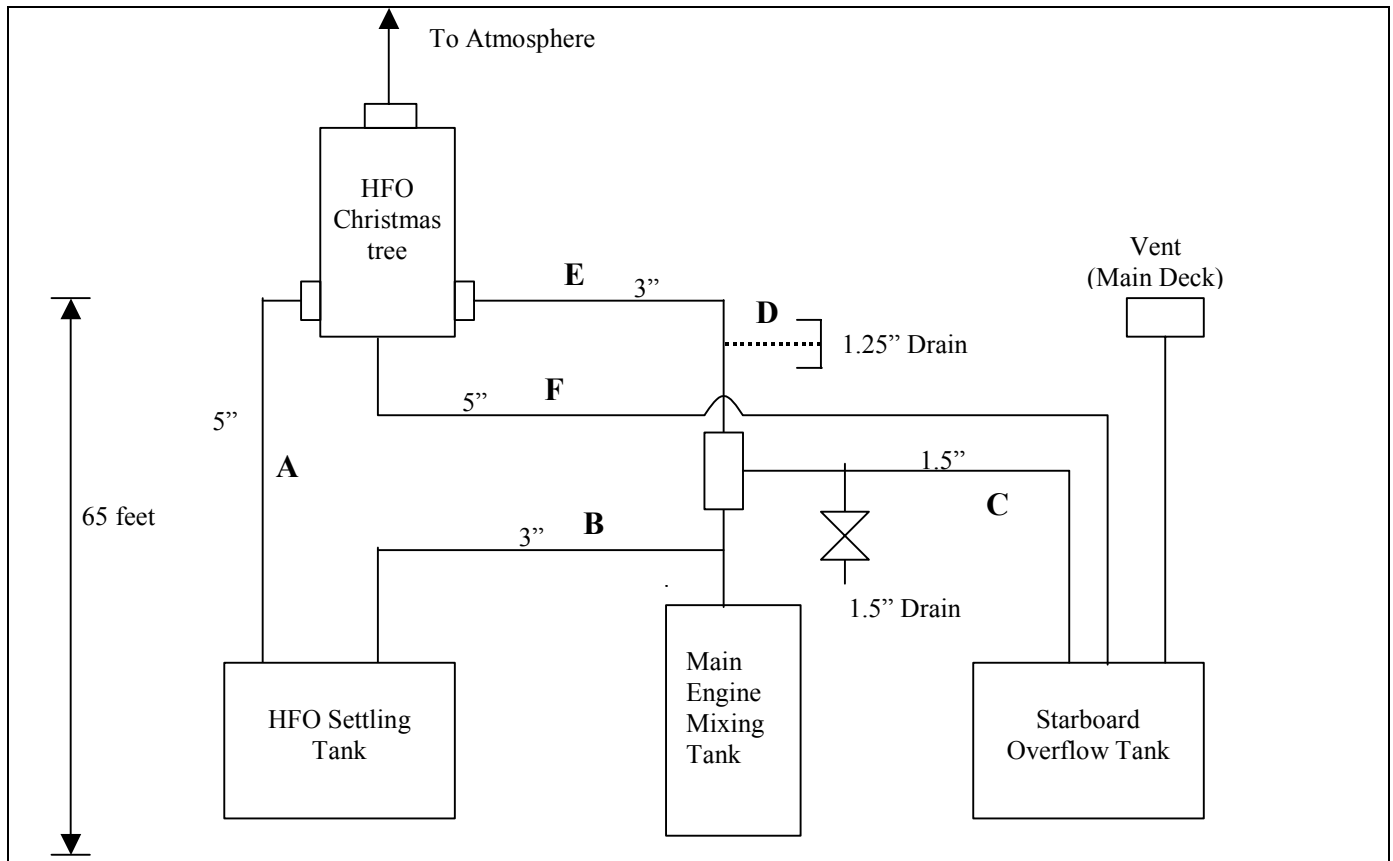 To Atmosphere
HFO
Christmas
tree
Vent
(Main Deck)
E
3”
D
1.25” Drain
F
5”
5”
A
1.5”
C
65 feet
B
3”
1.5” Drain
HFO Settling
Tank
Main
Engine
Mixing
Tank
Starboard
Overflow Tank